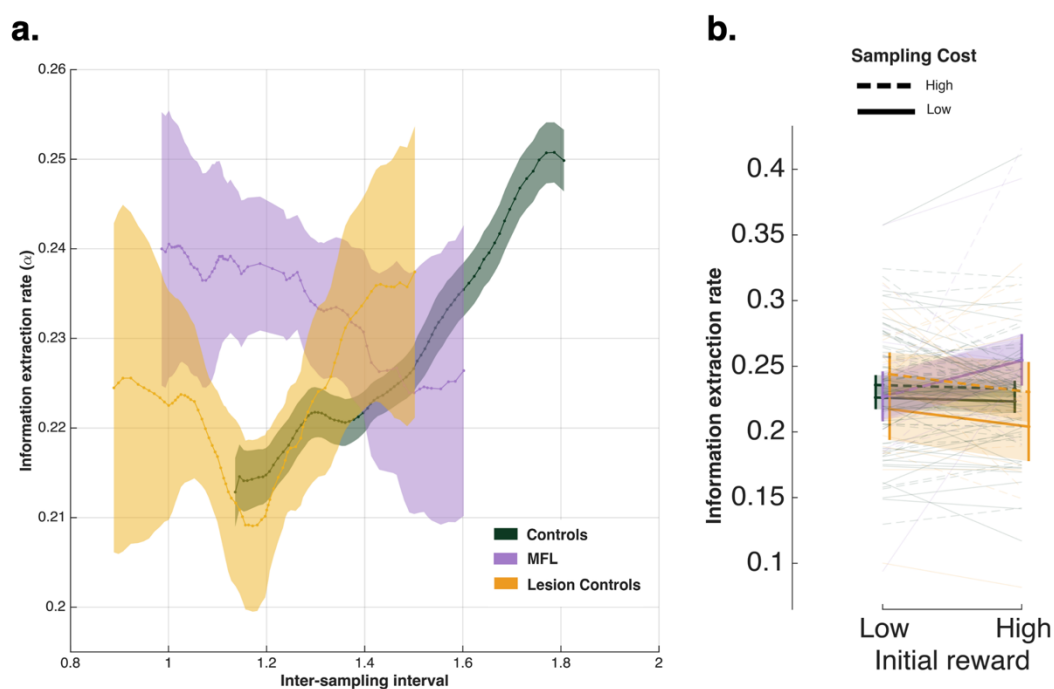 a.
0.26
0.25
0.24
0.23
0.22
0.21
0.2
Information extraction rate (α)
0.8 1 1.2 1.4 1.6 1.8 2
Inter-sampling interval
Controls
MFL
Lesion Controls
b.
Sampling Cost
High
Low
0.4
0.35
0.3
0.25
0.2
0.15
0.1
Information extraction rate
Low High
Initial reward